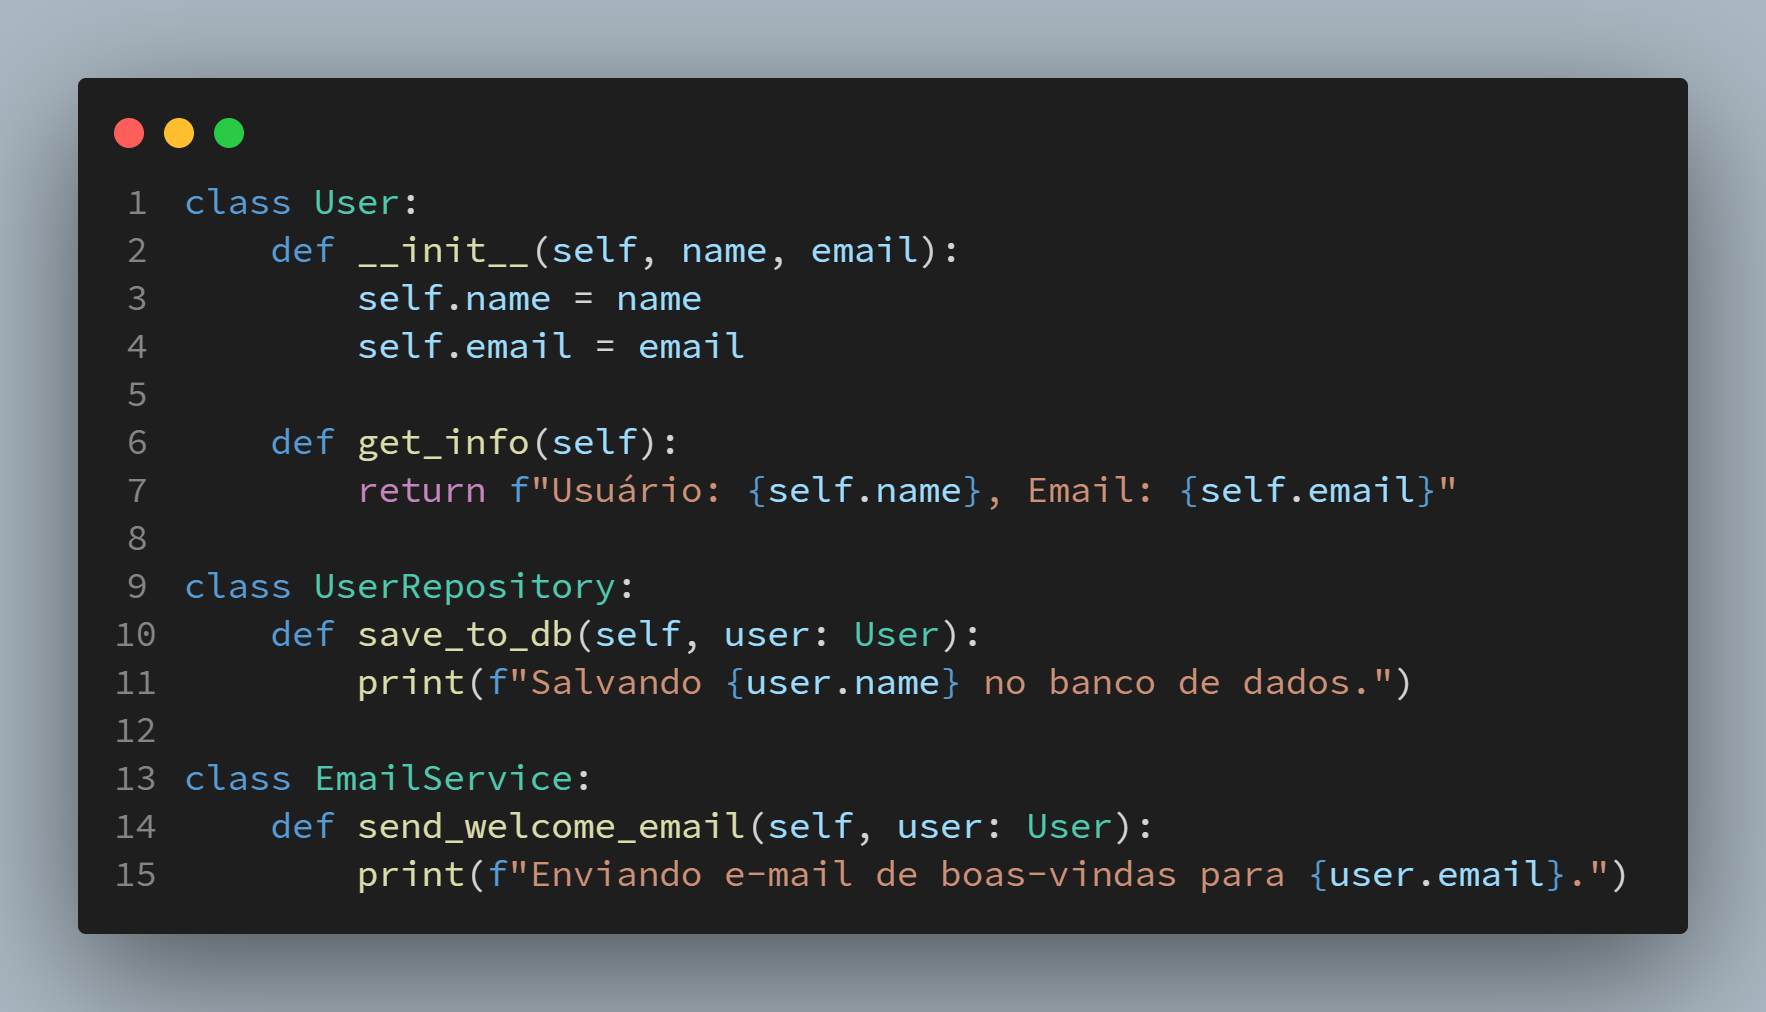 1 class User:
2     def __init__(self, name, email):
3         self.name = name
4         self.email = email
5
6     def get_info(self):
7         return f"Usuário: {self.name}, Email: {self.email}"
8
9 class UserRepository:
10     def save_to_db(self, user: User):
11         print(f"Salvando {user.name} no banco de dados.")
12
13 class EmailService:
14     def send_welcome_email(self, user: User):
15         print(f"Enviando e-mail de boas-vindas para {user.email}.")